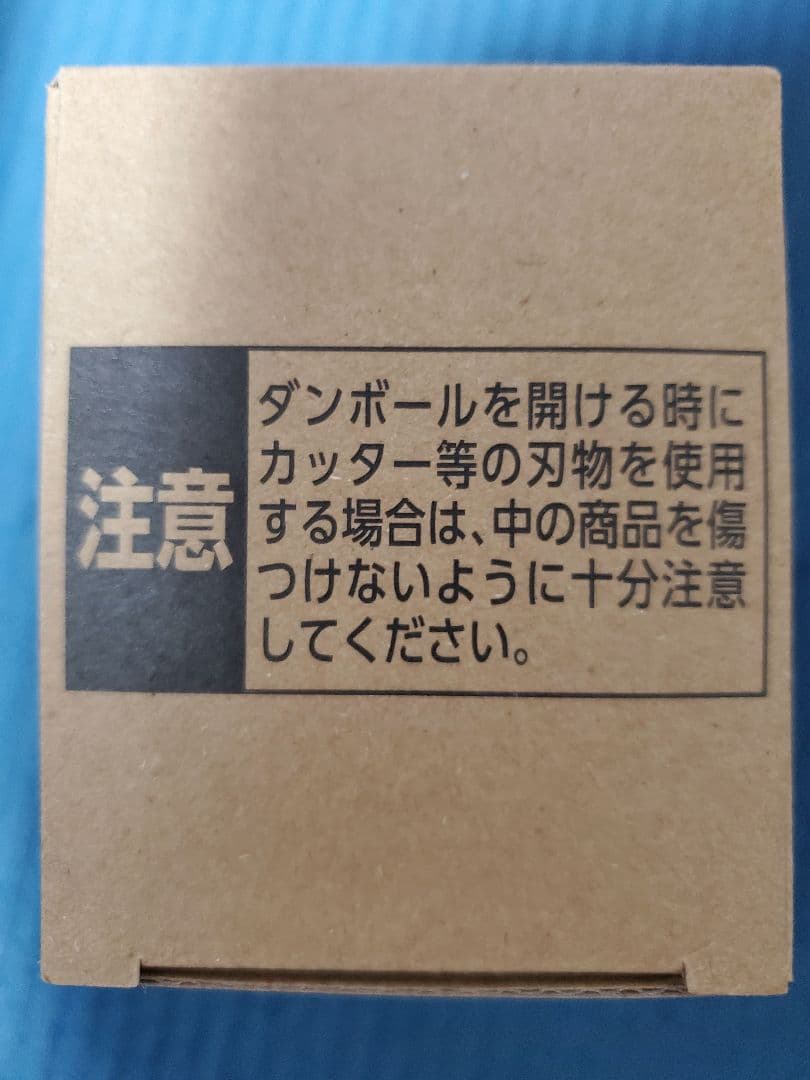 注意
ダンボールを開ける時に
カッター等の刃物を使用
する場合は、中の商品を傷
つけないように十分注意
してください。